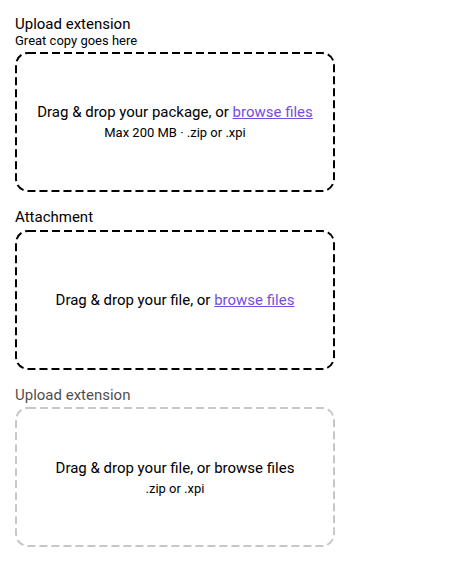 Upload extension
Great copy goes here
Drag & drop your package, or browse files
Max 200 MB · .zip or .xpi
Attachment
Drag & drop your file, or browse files
Upload extension
Drag & drop your file, or browse files
.zip or .xpi